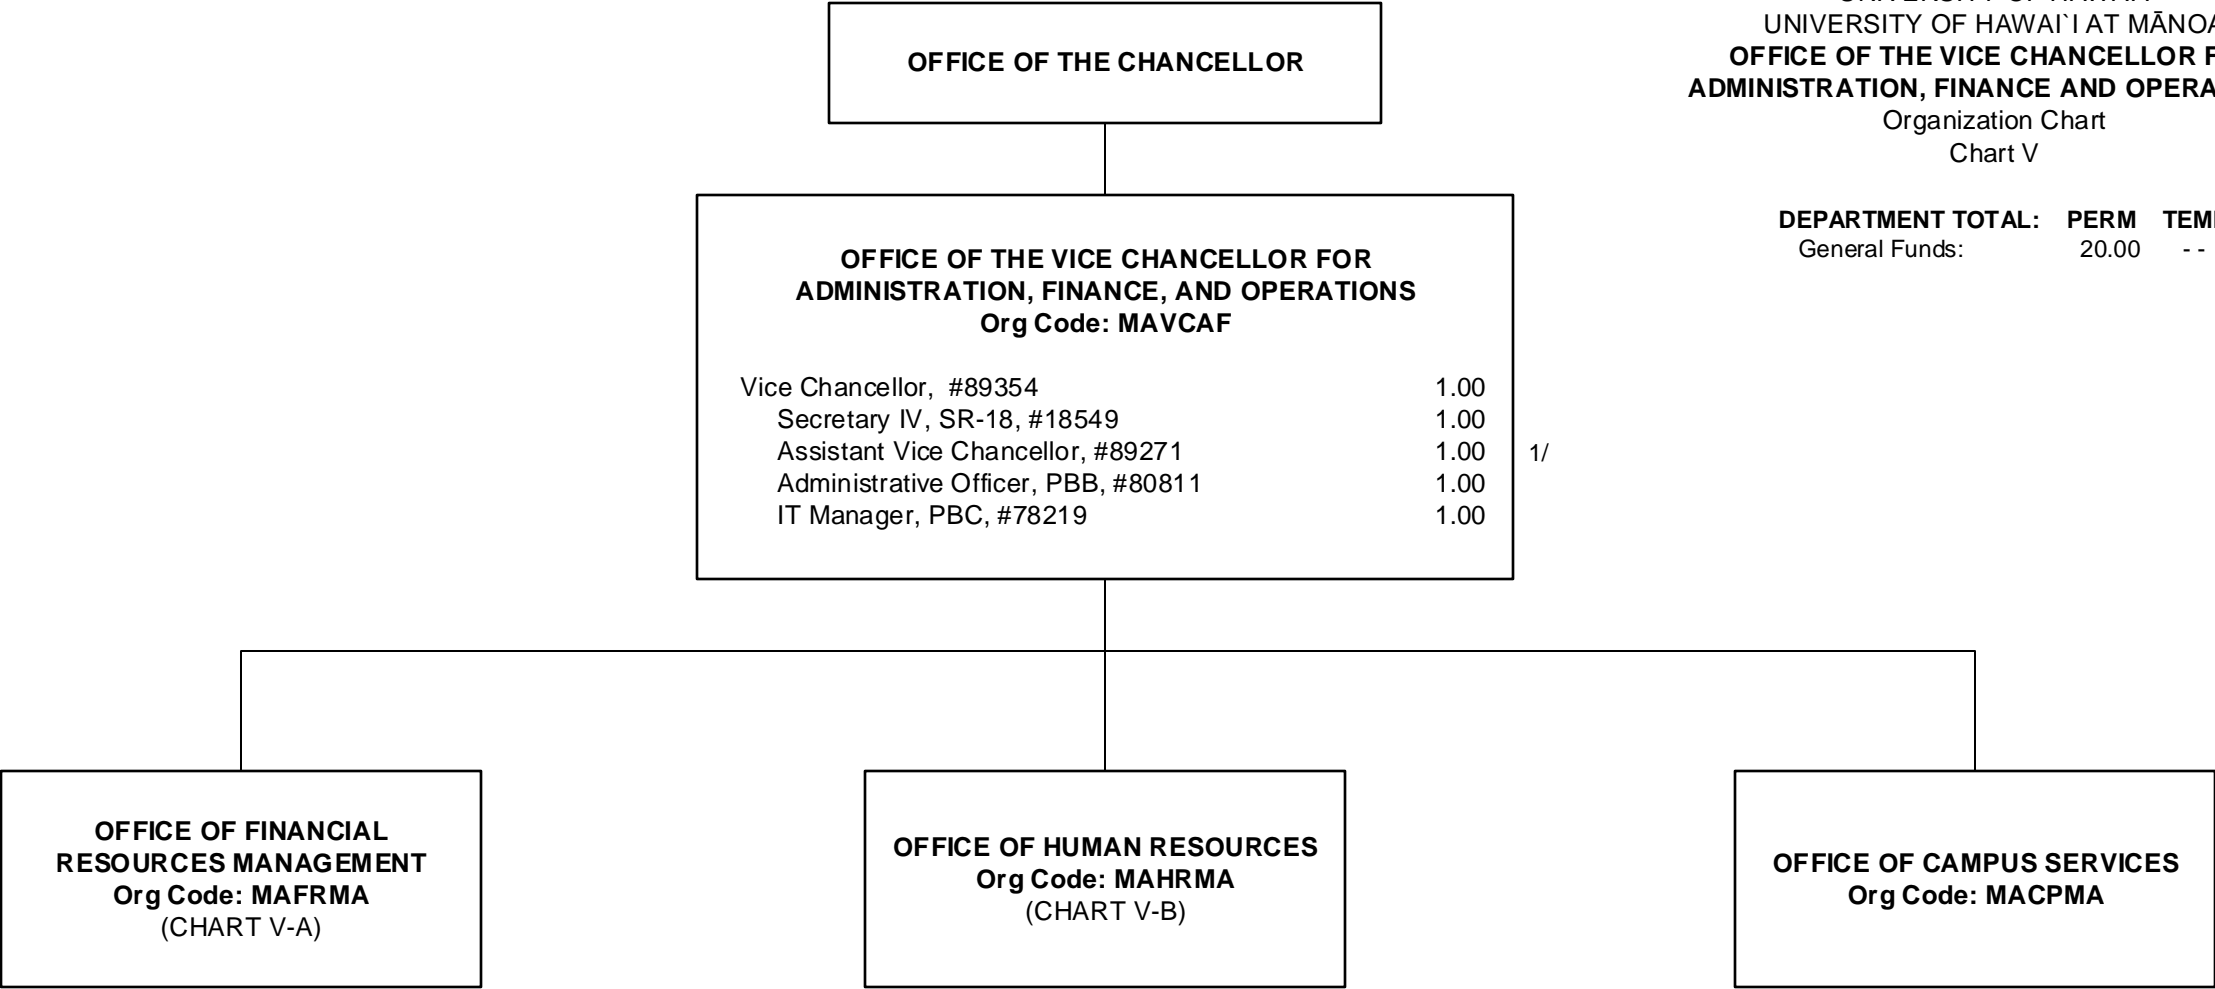 OFFICE OF THE CHANCELLOR
UNIVERSITY OF HAWAI`I AT MĀNOA
OFFICE OF THE VICE CHANCELLOR
ADMINISTRATION, FINANCE AND
Organization Chart
Chart V
DEPARTMENT TOTAL: PERM
General Funds: 20.00 - -
OFFICE OF THE VICE CHANCELLOR FOR
ADMINISTRATION, FINANCE, AND OPERATIONS
Org Code: MAVCAF
Vice Chancellor, #89354 1.00
Secretary IV, SR-18, #18549 1.00
Assistant Vice Chancellor, #89271 1.00 1/
Administrative Officer, PBB, #80811 1.00
IT Manager, PBC, #78219 1.00
OFFICE OF FINANCIAL
RESOURCES MANAGEMENT
Org Code: MAFRMA
(CHART V-A)
OFFICE OF HUMAN RESOURCES
Org Code: MAHRMA
(CHART V-B)
OFFICE OF CAMPUS SERVICES
Org Code: MACPMA